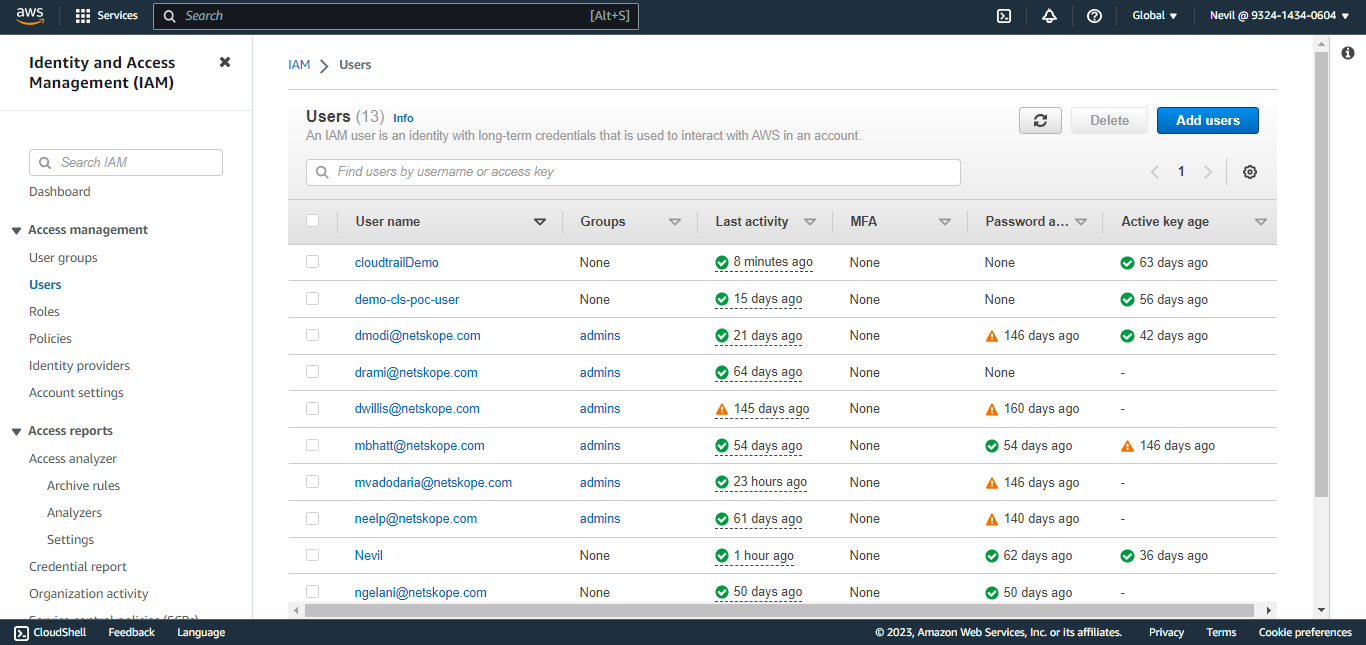 aws Services Search [Alt+S] Global Nevil @ 9324-1434-0604
Identity and Access
Management (IAM)
Search IAM
Dashboard
Access management
User groups
Users
Roles
Policies
Identity providers
Account settings
Access reports
Access analyzer
Archive rules
Analyzers
Settings
Credential report
Organization activity
Service control policies (SCPs)
IAM Users
Users (13) Info
An IAM user is an identity with long-term credentials that is used to interact with AWS in an account.
Delete Add users
Find users by username or access key
1
User name Groups Last activity MFA Password a... Active key age
cloudtrailDemo None 8 minutes ago None None 63 days ago
demo-cls-poc-user None 15 days ago None None 56 days ago
dmodi@netskope.com admins 21 days ago None 146 days ago 42 days ago
drami@netskope.com admins 64 days ago None None -
dwillis@netskope.com admins 145 days ago None 160 days ago -
mbhatt@netskope.com admins 54 days ago None 54 days ago 146 days ago
mvadodaria@netskope.com admins 23 hours ago None 146 days ago -
neelp@netskope.com admins 61 days ago None 140 days ago -
Nevil None 1 hour ago None 62 days ago 36 days ago
ngelani@netskope.com None 50 days ago None 50 days ago -
CloudShell Feedback Language © 2023, Amazon Web Services, Inc. or its affiliates. Privacy Terms Cookie preferences